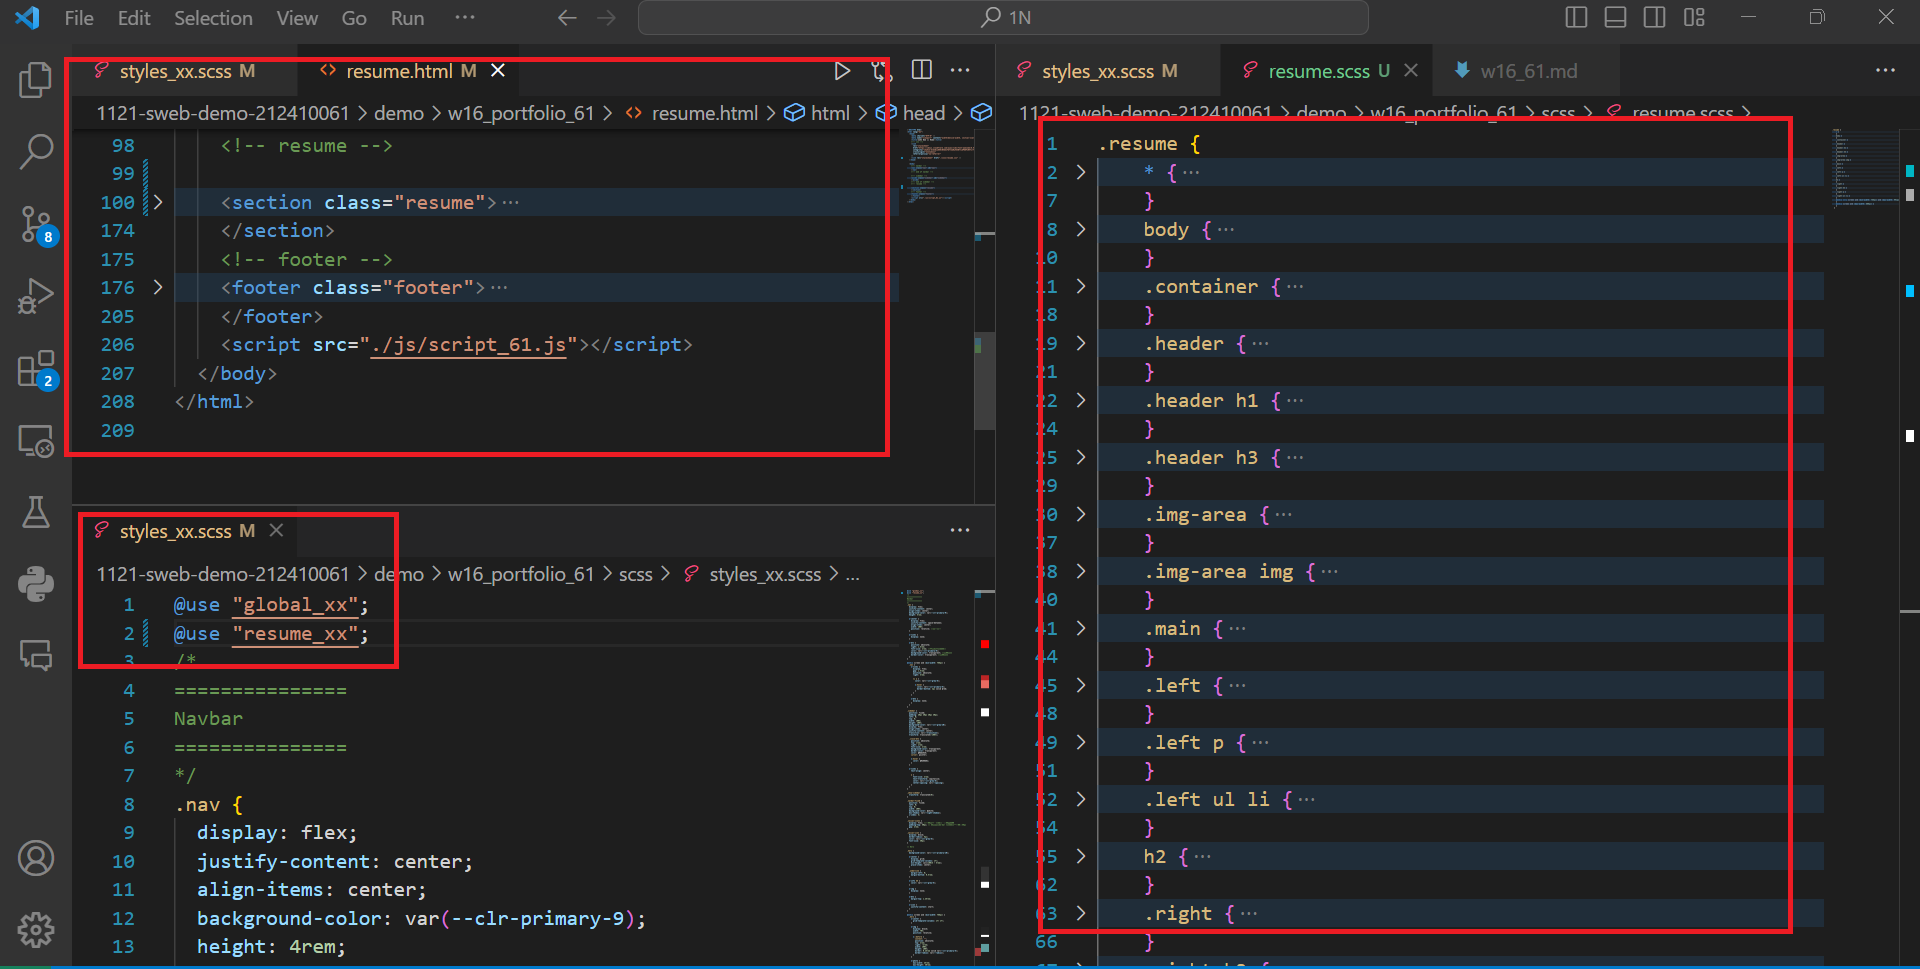 File Edit Selection View Go Run ··· 1N
styles_xx.scss M resume.html M
1121-sweb-demo-212410061 > demo > w16_portfolio_61 > resume.html > html > head >
98 <!-- resume -->
99
100 <section class="resume">···
174 </section>
175 <!-- footer -->
176 <footer class="footer">···
205 </footer>
206 <script src="./js/script_61.js"></script>
207 </body>
208 </html>
209
styles_xx.scss M
1121-sweb-demo-212410061 > demo > w16_portfolio_61 > scss > styles_xx.scss > ...
1 @use "global_xx";
2 @use "resume_xx";
3 /*
4 ===============
5 Navbar
6 ===============
7 */
8 .nav {
9 display: flex;
10 justify-content: center;
11 align-items: center;
12 background-color: var(--clr-primary-9);
13 height: 4rem;
styles_xx.scss M resume.scss U w16_61.md
1121-sweb-demo-212410061 > demo > w16_portfolio_61 > scss > resume.scss >
1 .resume {
2 * {···
7 }
8 body {···
10 }
11 .container {···
18 }
19 .header {···
21 }
22 .header h1 {···
24 }
25 .header h3 {···
29 }
30 .img-area {···
37 }
38 .img-area img {···
40 }
41 .main {···
44 }
45 .left {···
48 }
49 .left p {···
51 }
52 .left ul li {···
54 }
55 h2 {···
62 }
63 .right {···
66 }
8
2